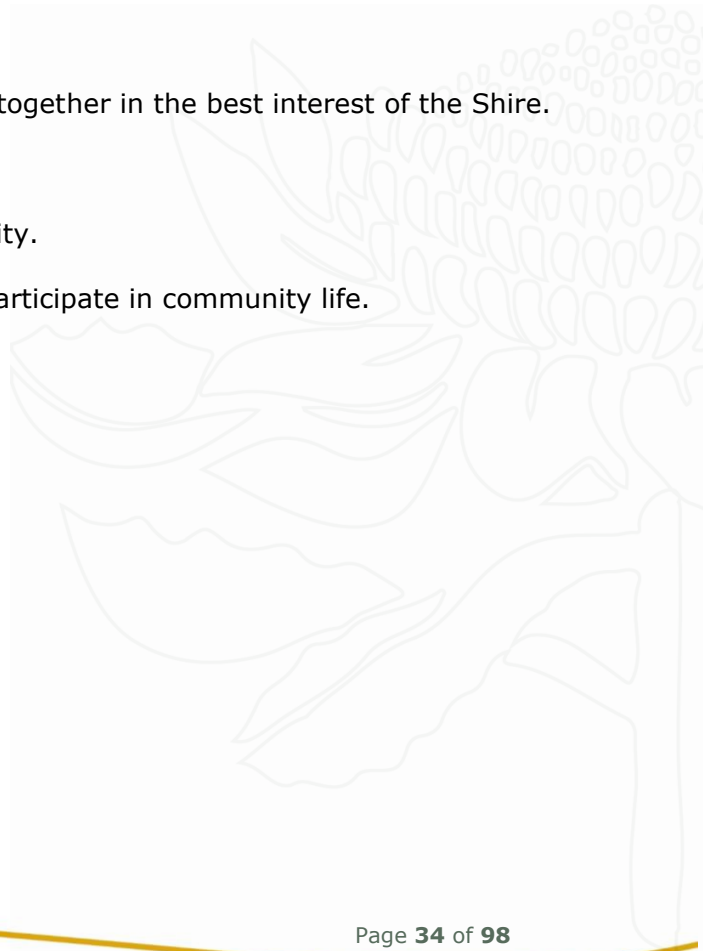 together in the best interest of the Shire.
ity.
articipate in community life.
Page 34 of 98